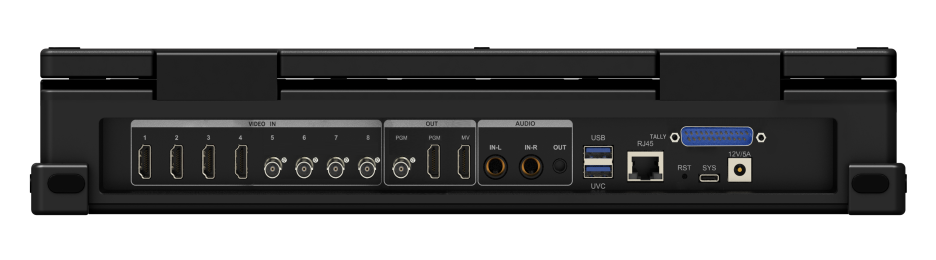 VIDEO IN
1 2 3 4 5 6 7 8
OUT
PGM PGM MV
AUDIO
IN-L IN-R OUT
USB
UVC
RJ45
TALLY
RST SYS
12V/5A